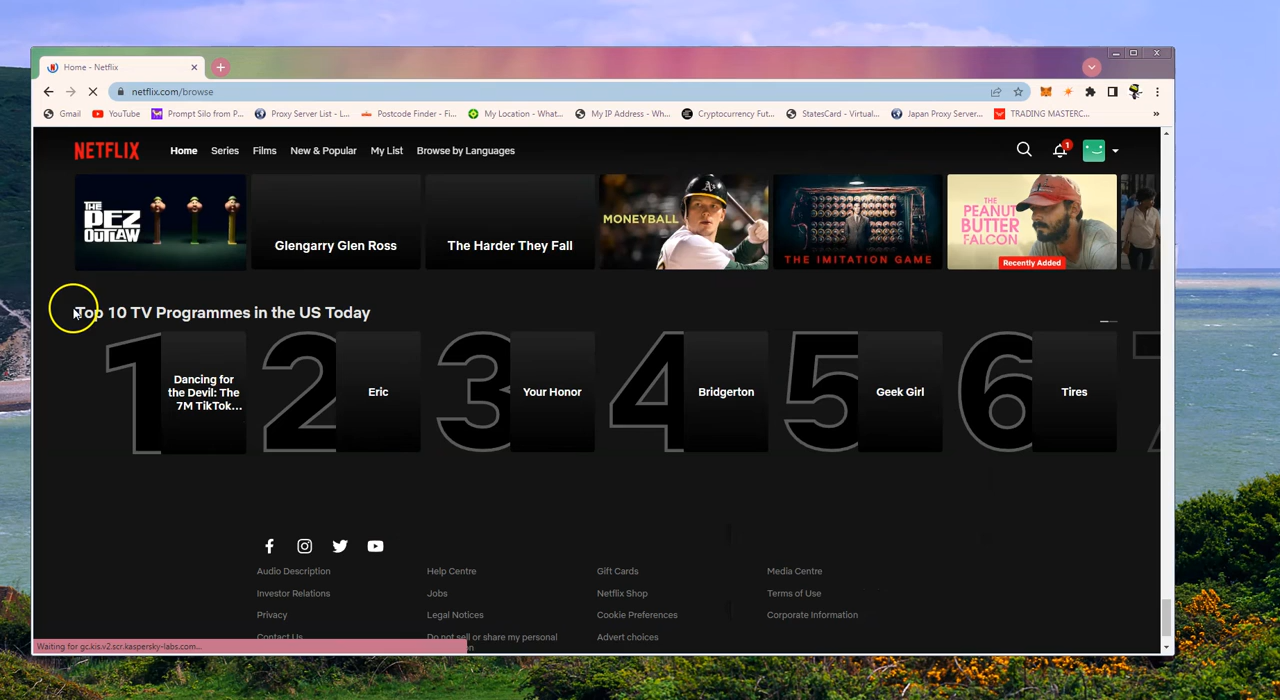 Home - Netflix
netflix.com/browse
Gmail YouTube Prompt Silo from P... Proxy Server List - L... Postcode Finder - Fi... My Location - What... My IP Address - Wh... Cryptocurrency Fut... StatesCard - Virtual... Japan Proxy Server... TRADING MASTERC... »
NETFLIX Home Series Films New & Popular My List Browse by Languages 1
THE PEZ OUTLAW
Glengarry Glen Ross
The Harder They Fall
MONEYBALL
THE IMITATION GAME
THE PEANUT BUTTER FALCON
Recently Added
Top 10 TV Programmes in the US Today
1 Dancing for
the Devil: The
7M TikTok...
2 Eric
3 Your Honor
4 Bridgerton
5 Geek Girl
6 Tires
7
Audio Description Help Centre Gift Cards Media Centre
Investor Relations Jobs Netflix Shop Terms of Use
Privacy Legal Notices Cookie Preferences Corporate Information
Contact Us Do not sell or share my personal Advert choices
Waiting for gc.kis.v2.scr.kaspersky-labs.com...